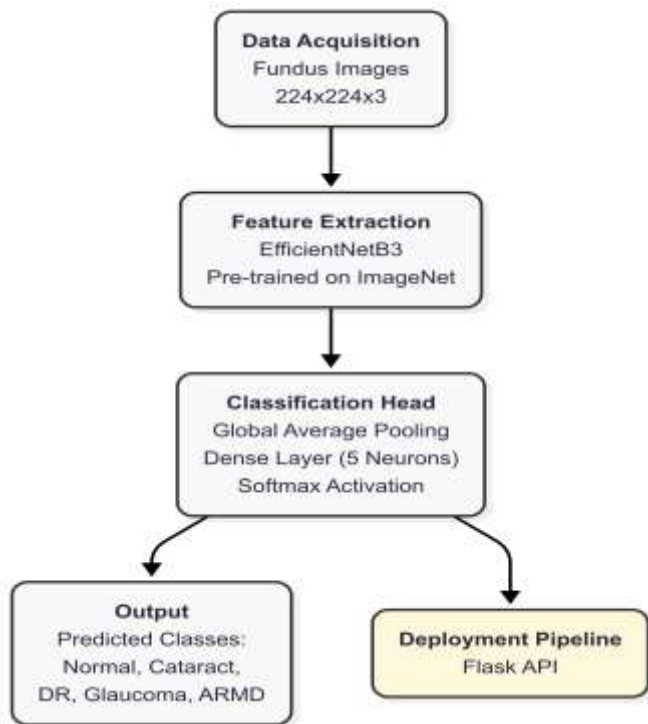 Data Acquisition
Fundus Images
224x224x3
Feature Extraction
EfficientNetB3
Pre-trained on ImageNet
Classification Head
Global Average Pooling
Dense Layer (5 Neurons)
Softmax Activation
Output
Predicted Classes:
Normal, Cataract,
DR, Glaucoma, ARMD
Deployment Pipeline
Flask API